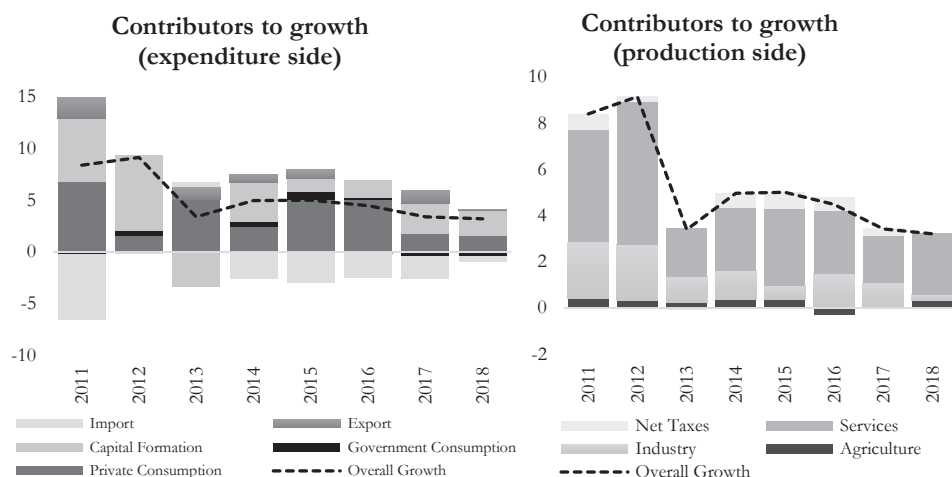 Contributors to growth
(expenditure side)
15
10
5
0
-5
-10
2011
2012
2013
2014
2015
2016
2017
2018
Import
Export
Capital Formation
Government Consumption
Private Consumption
Overall Growth
Contributors to growth
(production side)
10
8
6
4
2
0
-2
2011
2012
2013
2014
2015
2016
2017
2018
Net Taxes
Services
Industry
Agriculture
Overall Growth